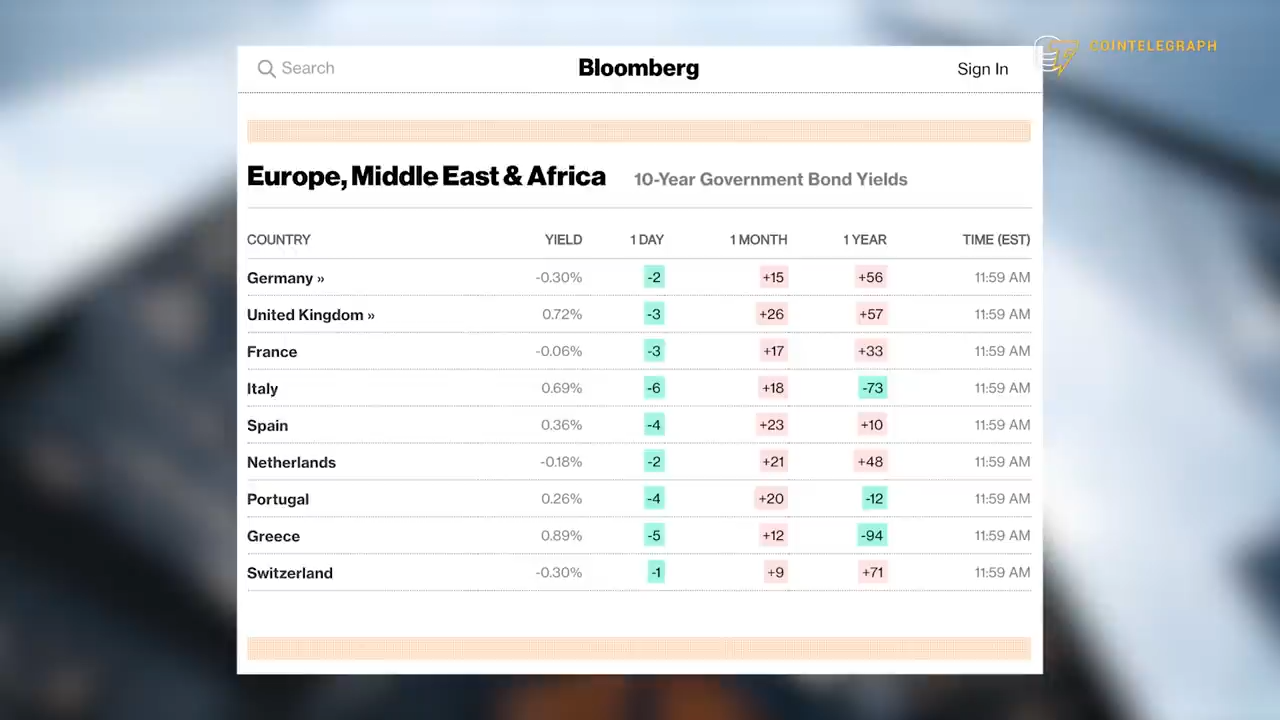 COINTELEGRAPH
Search Bloomberg Sign In
Europe, Middle East & Africa 10-Year Government Bond Yields
COUNTRY YIELD 1 DAY 1 MONTH 1 YEAR TIME (EST)
Germany » -0.30% -2 +15 +56 11:59 AM
United Kingdom » 0.72% -3 +26 +57 11:59 AM
France -0.06% -3 +17 +33 11:59 AM
Italy 0.69% -6 +18 -73 11:59 AM
Spain 0.36% -4 +23 +10 11:59 AM
Netherlands -0.18% -2 +21 +48 11:59 AM
Portugal 0.26% -4 +20 -12 11:59 AM
Greece 0.89% -5 +12 -94 11:59 AM
Switzerland -0.30% -1 +9 +71 11:59 AM